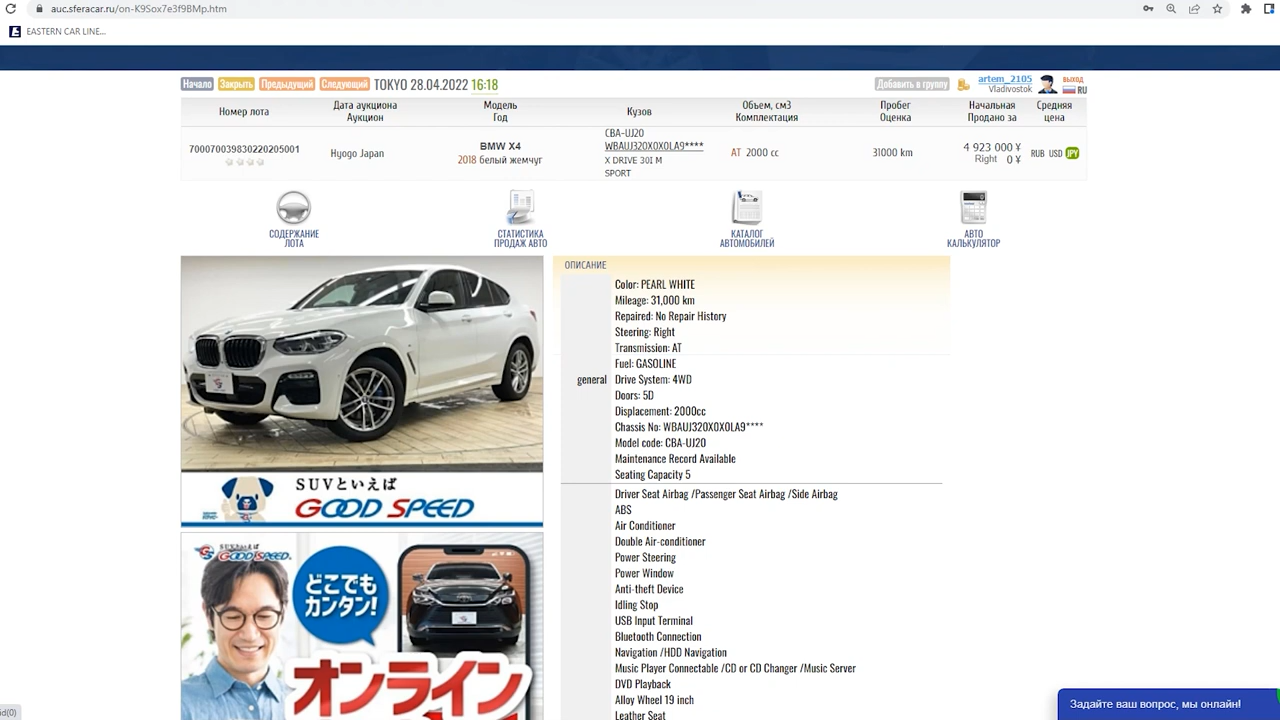 auc.sferacar.ru/on-K9Sox7e3f9BMp.htm
EASTERN CAR LINE...
Начало Закрыть Предыдущий Следующий TOKYO 28.04.2022 16:18 Добавить в группу artem_2105 Vladivostok выход RU
Номер лота
Дата аукциона
Аукцион
Модель
Год
Кузов
Объем, см3
Комплектация
Пробег
Оценка
Начальная
Продано за
Средняя
цена
700070039830220205001
Hyogo Japan
BMW X4
2018 белый жемчуг
CBA-UJ20
WBAUJ320X0X0LA9****
X DRIVE 30I M
SPORT
AT 2000 cc
31000 km
4 923 000 ¥
Right 0 ¥
RUB USD JPY
СОДЕРЖАНИЕ
ЛОТА
СТАТИСТИКА
ПРОДАЖ АВТО
КАТАЛОГ
АВТОМОБИЛЕЙ
АВТО
КАЛЬКУЛЯТОР
SUVといえば
GOOD SPEED
SUVといえば
GOOD SPEED
どこでも
カンタン!
オンライン
ОПИСАНИЕ
general
Color: PEARL WHITE
Mileage: 31,000 km
Repaired: No Repair History
Steering: Right
Transmission: AT
Fuel: GASOLINE
Drive System: 4WD
Doors: 5D
Displacement: 2000cc
Chassis No: WBAUJ320X0X0LA9****
Model code: CBA-UJ20
Maintenance Record Available
Seating Capacity 5
Driver Seat Airbag /Passenger Seat Airbag /Side Airbag
ABS
Air Conditioner
Double Air-conditioner
Power Steering
Power Window
Anti-theft Device
Idling Stop
USB Input Terminal
Bluetooth Connection
Navigation /HDD Navigation
Music Player Connectable /CD or CD Changer /Music Server
DVD Playback
Alloy Wheel 19 inch
Leather Seat
Задайте ваш вопрос, мы онлайн!
id(0)